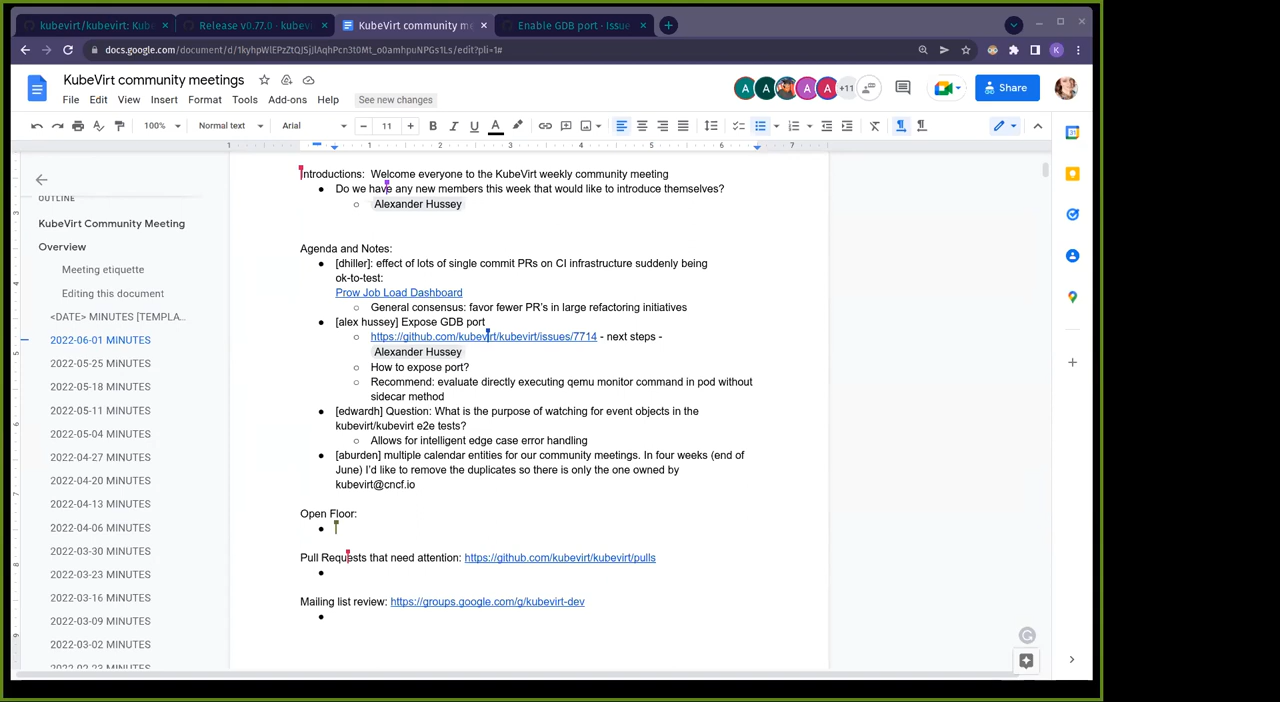 kubevirt/kubevirt: Kub
Release v0.77.0 - kubev
KubeVirt community m
Enable GDB port · Issue
docs.google.com/document/d/1kyhpWlEPzZtQJSjJlAqhPcn3t0Mt_o0amhpuNPGs1Ls/edit?pli=1#
K
KubeVirt community meetings
File Edit View Insert Format Tools Add-ons Help See new changes
A A A A +11
Share
100% Normal text Arial 11 B I U A
1 1 2 3 4 5 6 7
OUTLINE
KubeVirt Community Meeting
Overview
Meeting etiquette
Editing this document
<DATE> MINUTES [TEMPLA...
2022-06-01 MINUTES
2022-05-25 MINUTES
2022-05-18 MINUTES
2022-05-11 MINUTES
2022-05-04 MINUTES
2022-04-27 MINUTES
2022-04-20 MINUTES
2022-04-13 MINUTES
2022-04-06 MINUTES
2022-03-30 MINUTES
2022-03-23 MINUTES
2022-03-16 MINUTES
2022-03-09 MINUTES
2022-03-02 MINUTES
2022-02-23 MINUTES
Introductions: Welcome everyone to the KubeVirt weekly community meeting
● Do we have any new members this week that would like to introduce themselves?
○ Alexander Hussey
Agenda and Notes:
● [dhiller]: effect of lots of single commit PRs on CI infrastructure suddenly being
ok-to-test:
Prow Job Load Dashboard
○ General consensus: favor fewer PR's in large refactoring initiatives
● [alex hussey] Expose GDB port
○ https://github.com/kubevirt/kubevirt/issues/7714 - next steps -
Alexander Hussey
○ How to expose port?
○ Recommend: evaluate directly executing qemu monitor command in pod without
sidecar method
● [edwardh] Question: What is the purpose of watching for event objects in the
kubevirt/kubevirt e2e tests?
○ Allows for intelligent edge case error handling
● [aburden] multiple calendar entities for our community meetings. In four weeks (end of
June) I'd like to remove the duplicates so there is only the one owned by
kubevirt@cncf.io
Open Floor:
●
Pull Requests that need attention: https://github.com/kubevirt/kubevirt/pulls
●
Mailing list review: https://groups.google.com/g/kubevirt-dev
●